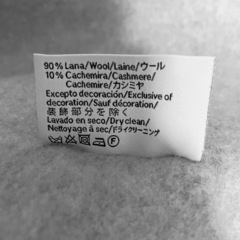 90% Lana/Wool/Laine/ウール
10% Cachemira/Cashmere/
Cachemire/カシミヤ
Excepto decoración/Exclusive of
decoration/Sauf décoration/
装飾部分を除く
Lavado en seco/Dry clean/
Nettoyage à sec/ドライクリーニング
F